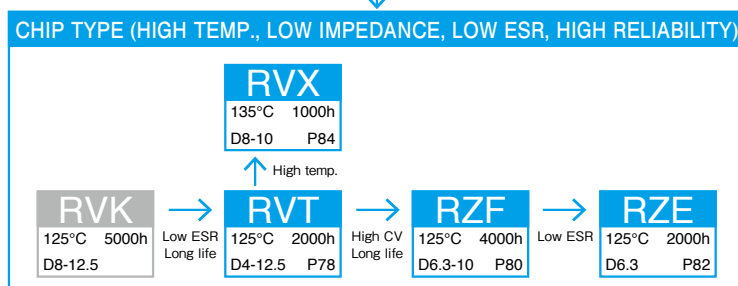 CHIP TYPE (HIGH TEMP., LOW IMPEDANCE, LOW ESR, HIGH RELIABILITY)
RVX
135°C 1000h
D8-10 P84
High temp.
RVK
125°C 5000h
D8-12.5
Low ESR
Long life
RVT
125°C 2000h
D4-12.5 P78
High CV
Long life
RZF
125°C 4000h
D6.3-10 P80
Low ESR
RZE
125°C 2000h
D6.3 P82